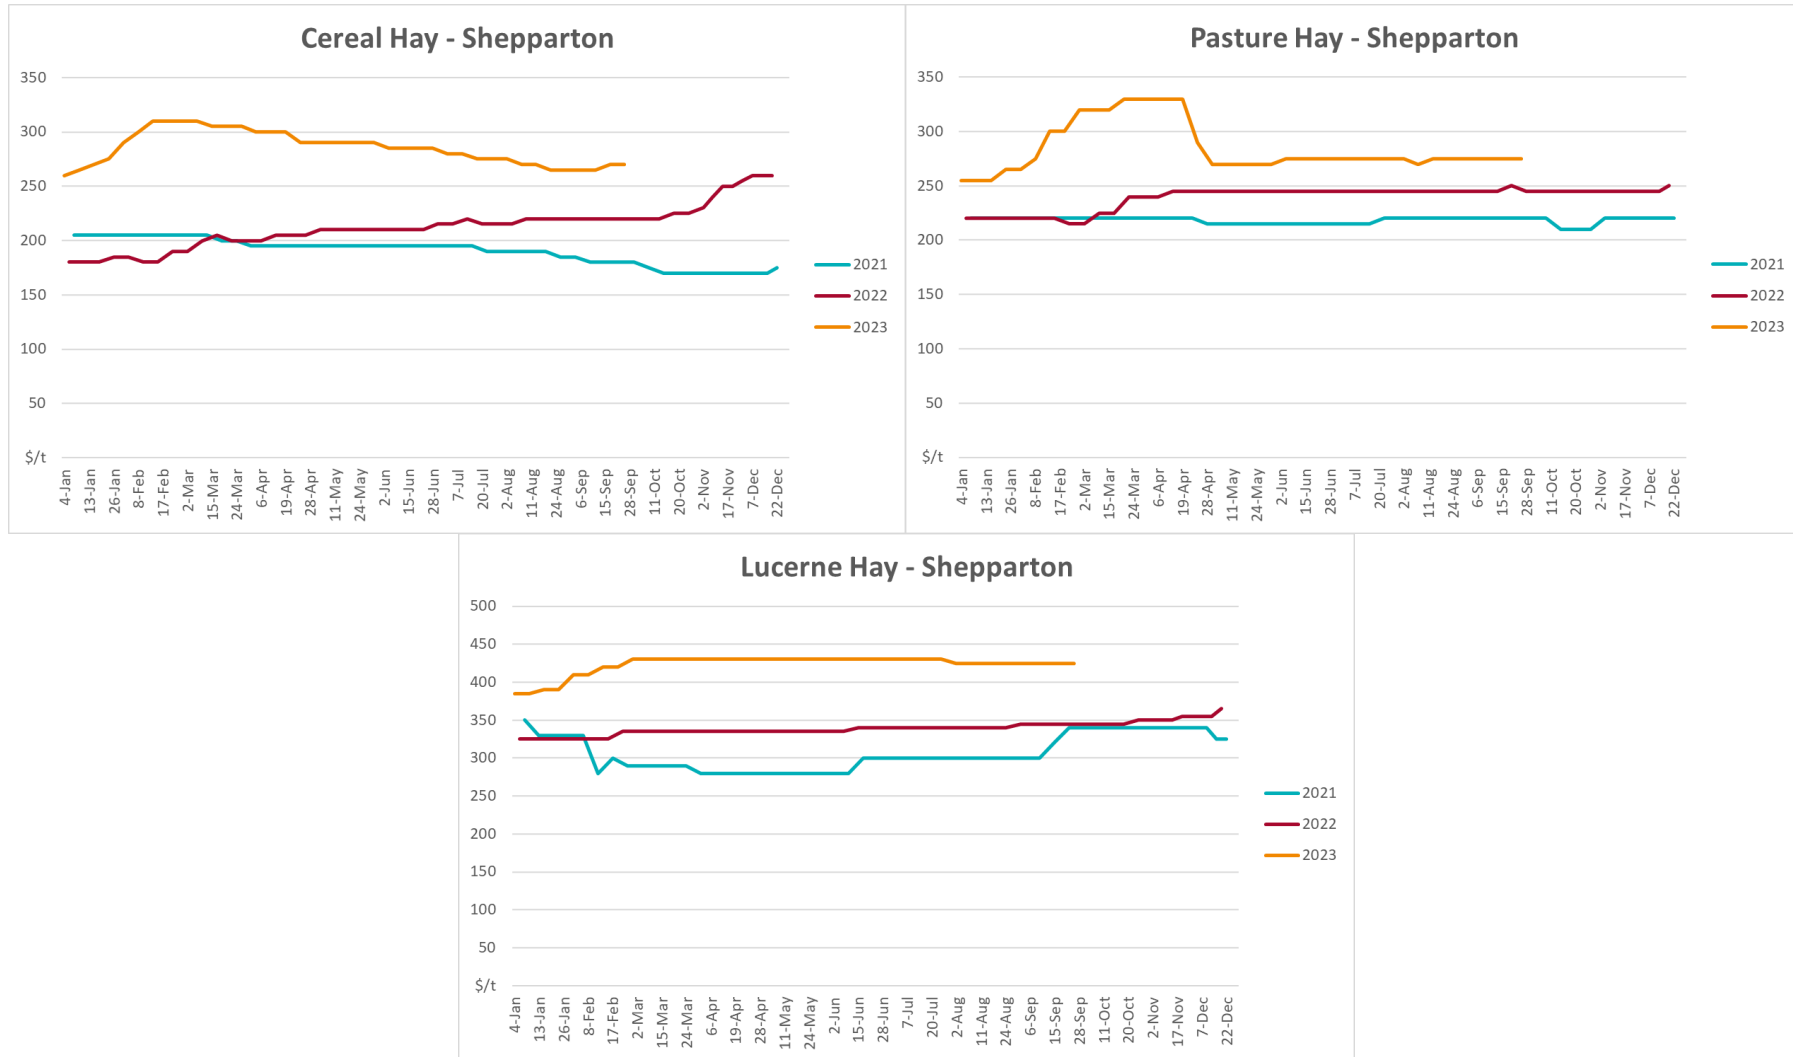 Cereal Hay - Shepparton
350
300
250
200
150
100
50
$/t
4-Jan
13-Jan
26-Jan
8-Feb
17-Feb
2-Mar
15-Mar
24-Mar
6-Apr
19-Apr
28-Apr
11-May
24-May
2-Jun
15-Jun
28-Jun
7-Jul
20-Jul
2-Aug
11-Aug
24-Aug
6-Sep
15-Sep
28-Sep
11-Oct
20-Oct
2-Nov
17-Nov
7-Dec
22-Dec
2021
2022
2023
Pasture Hay - Shepparton
350
300
250
200
150
100
50
$/t
4-Jan
13-Jan
26-Jan
8-Feb
17-Feb
2-Mar
15-Mar
24-Mar
6-Apr
19-Apr
28-Apr
11-May
24-May
2-Jun
15-Jun
28-Jun
7-Jul
20-Jul
2-Aug
11-Aug
24-Aug
6-Sep
15-Sep
28-Sep
11-Oct
20-Oct
2-Nov
17-Nov
7-Dec
22-Dec
2021
2022
2023
Lucerne Hay - Shepparton
500
450
400
350
300
250
200
150
100
50
$/t
4-Jan
13-Jan
26-Jan
8-Feb
17-Feb
2-Mar
15-Mar
24-Mar
6-Apr
19-Apr
28-Apr
11-May
24-May
2-Jun
15-Jun
28-Jun
7-Jul
20-Jul
2-Aug
11-Aug
24-Aug
6-Sep
15-Sep
28-Sep
11-Oct
20-Oct
2-Nov
17-Nov
7-Dec
22-Dec
2021
2022
2023